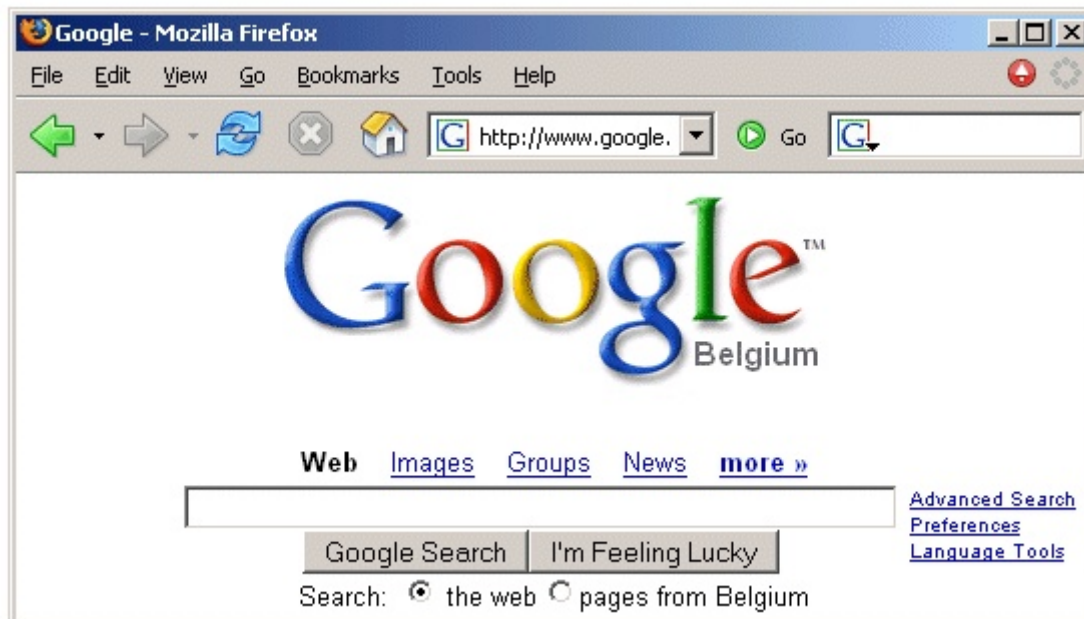 Google - Mozilla Firefox
File Edit View Go Bookmarks Tools Help
G http://www.google. Go G
Google™
Belgium
Web Images Groups News more »
Advanced Search
Preferences
Language Tools
Google Search I'm Feeling Lucky
Search: the web pages from Belgium